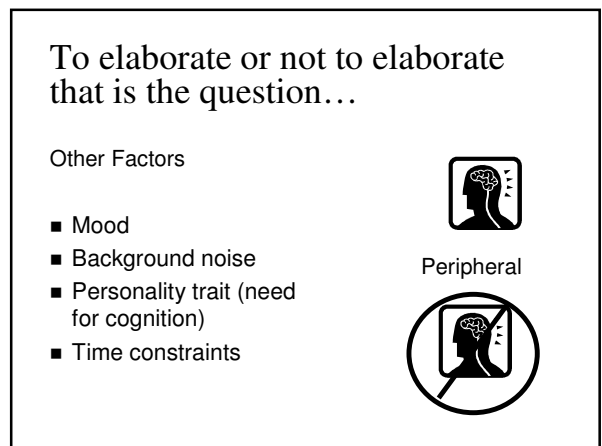 To elaborate or not to elaborate
that is the question…
Other Factors
■ Mood
■ Background noise
■ Personality trait (need
for cognition)
■ Time constraints
Peripheral